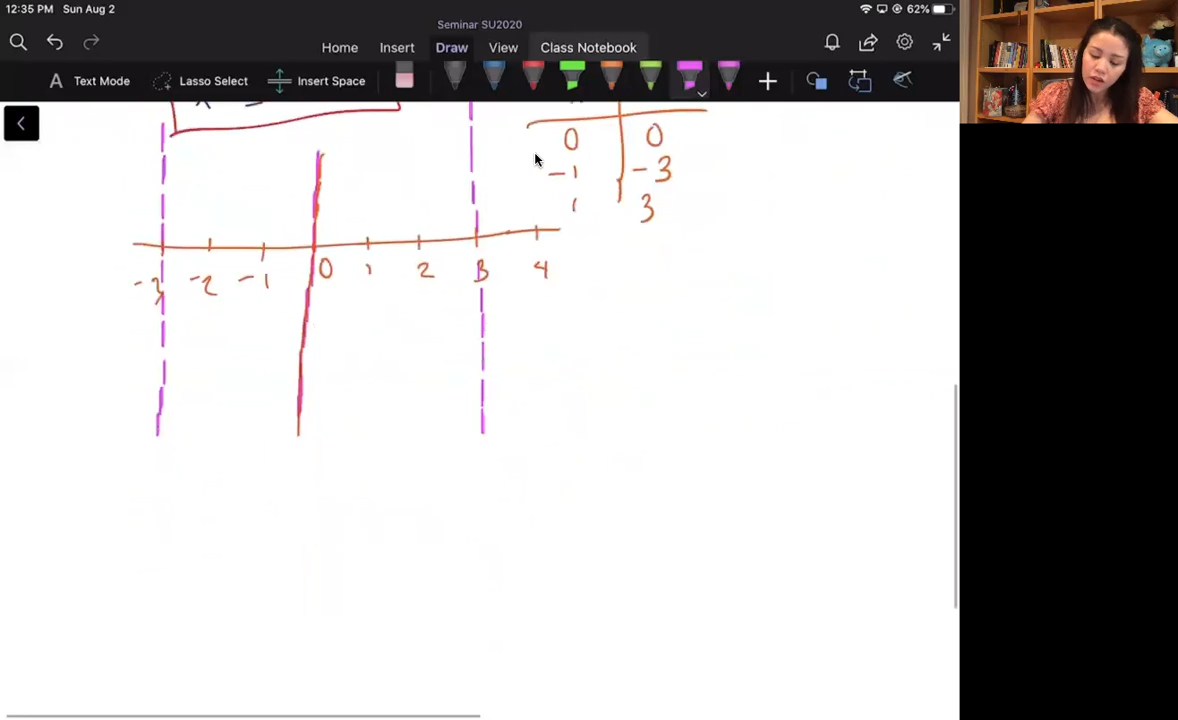 12:35 PM Sun Aug 2
62%
Seminar SU2020
Home Insert Draw View Class Notebook
Text Mode Lasso Select Insert Space
0 0
-1 -3
1 3
-3 -2 -1 0 1 2 3 4